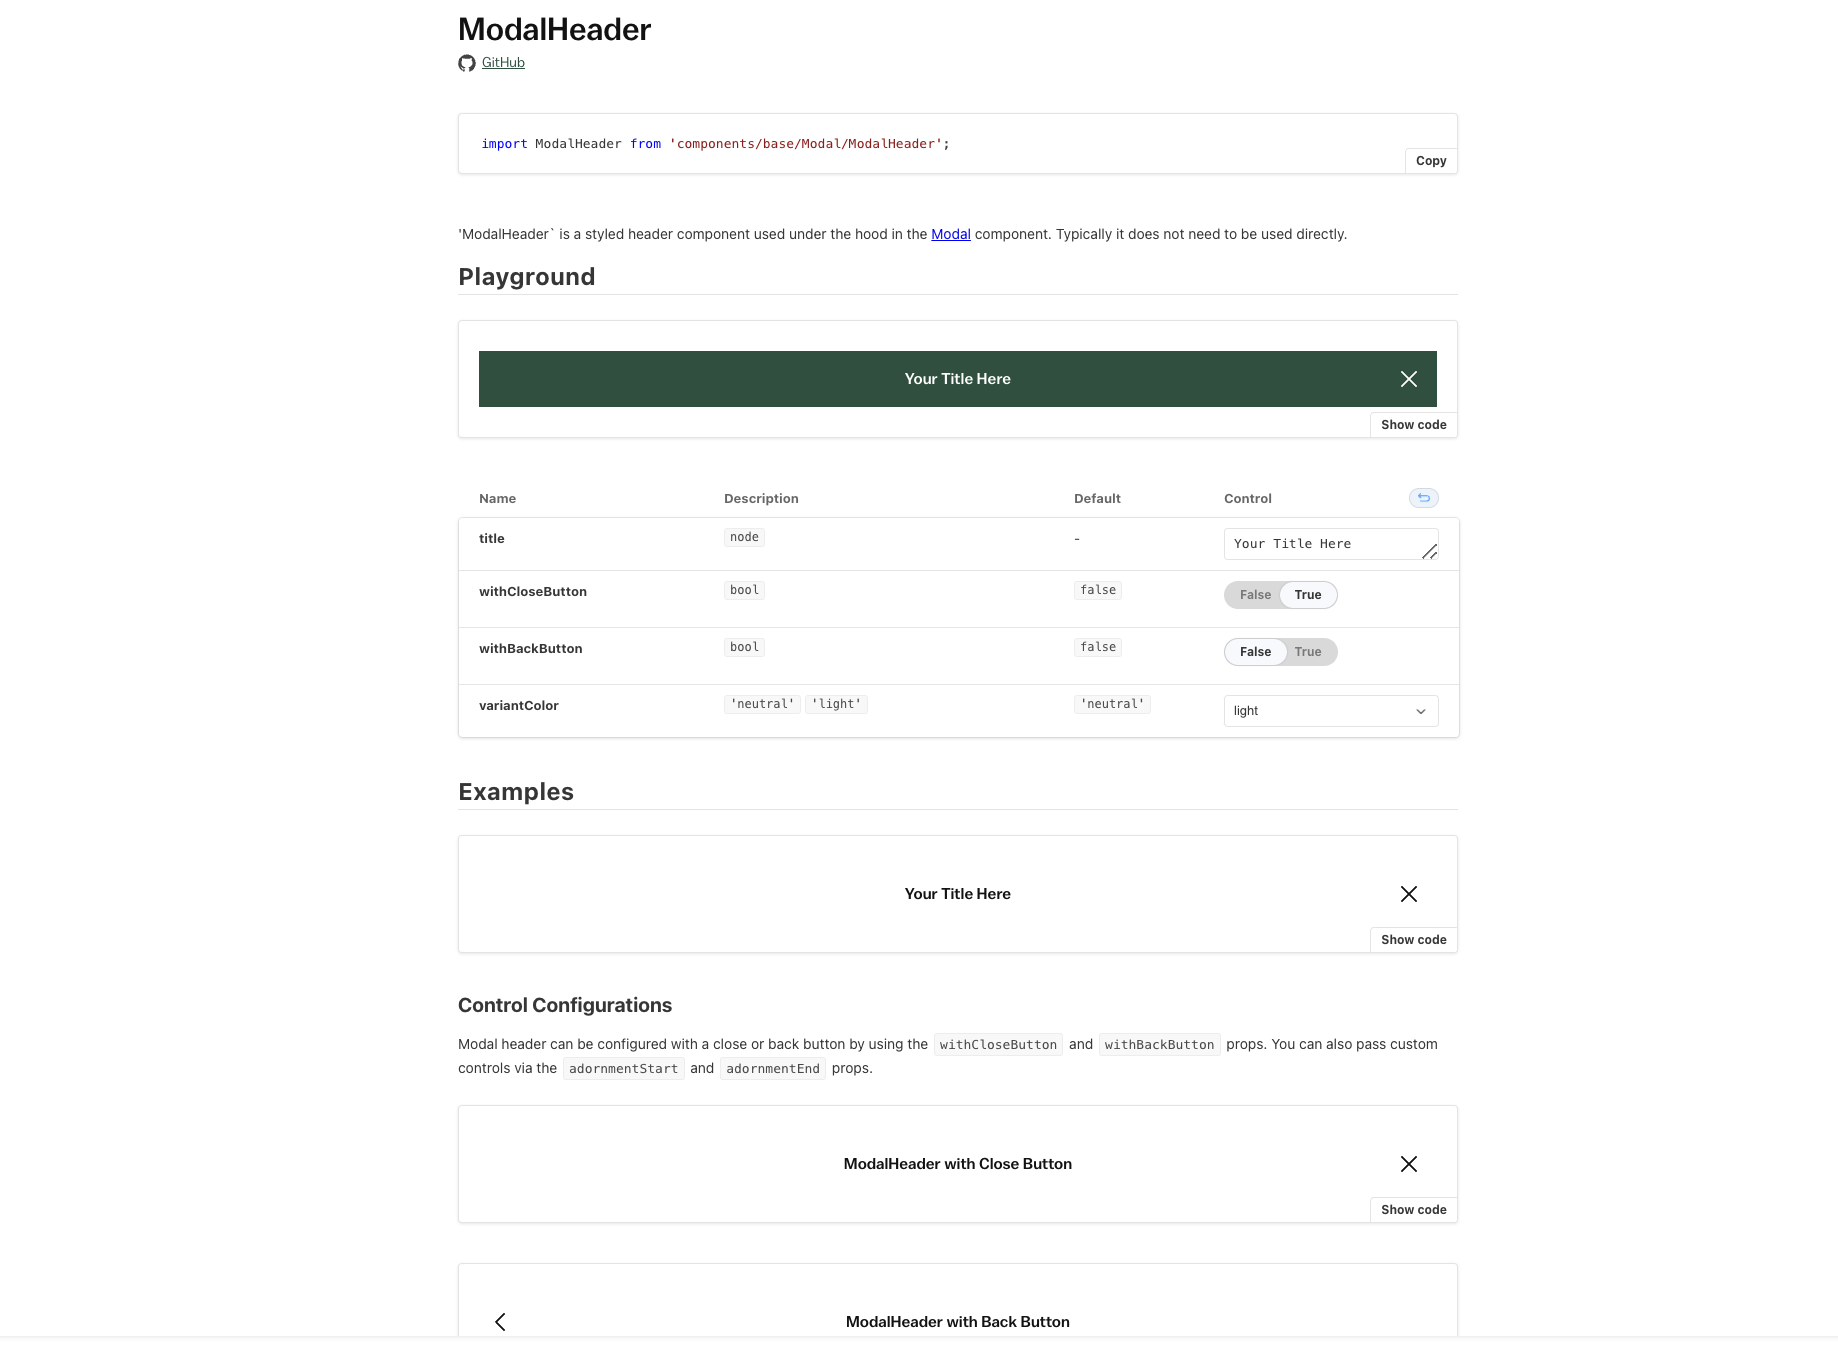 ModalHeader
GitHub
import ModalHeader from 'components/base/Modal/ModalHeader';
Copy
'ModalHeader` is a styled header component used under the hood in the Modal component. Typically it does not need to be used directly.
Playground
Your Title Here
Show code
Name Description Default Control
title node - Your Title Here
withCloseButton bool false False True
withBackButton bool false False True
variantColor 'neutral' 'light' 'neutral' light
Examples
Your Title Here
Show code
Control Configurations
Modal header can be configured with a close or back button by using the withCloseButton and withBackButton props. You can also pass custom
controls via the adornmentStart and adornmentEnd props.
ModalHeader with Close Button
Show code
ModalHeader with Back Button